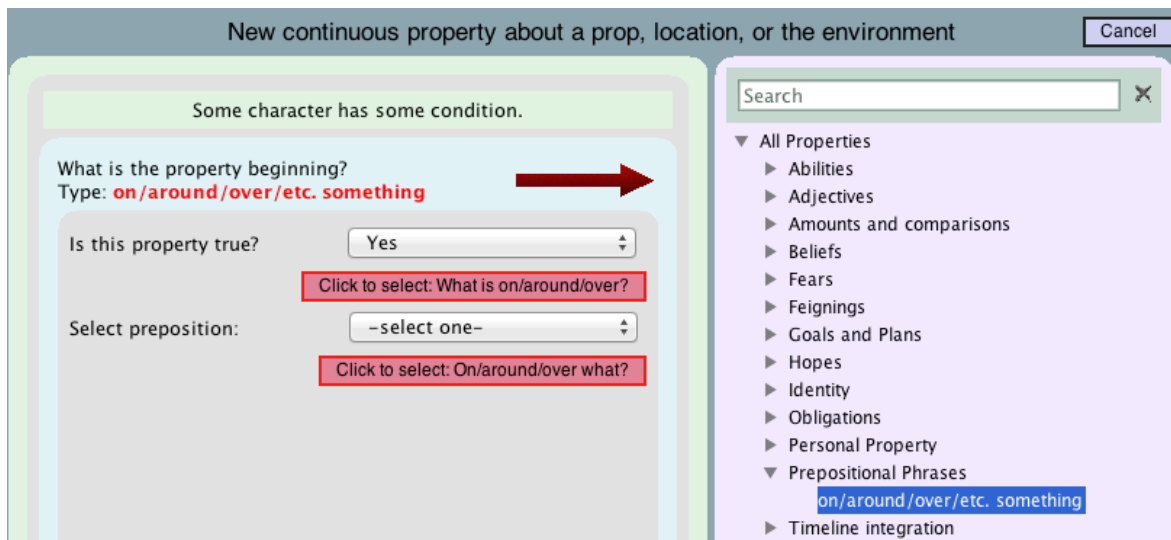 New continuous property about a prop, location, or the environment
Cancel
Some character has some condition.
What is the property beginning?
Type: on/around/over/etc. something
Is this property true?
Yes
Click to select: What is on/around/over?
Select preposition:
-select one-
Click to select: On/around/over what?
Search
All Properties
Abilities
Adjectives
Amounts and comparisons
Beliefs
Fears
Feignings
Goals and Plans
Hopes
Identity
Obligations
Personal Property
Prepositional Phrases
on/around/over/etc. something
Timeline integration